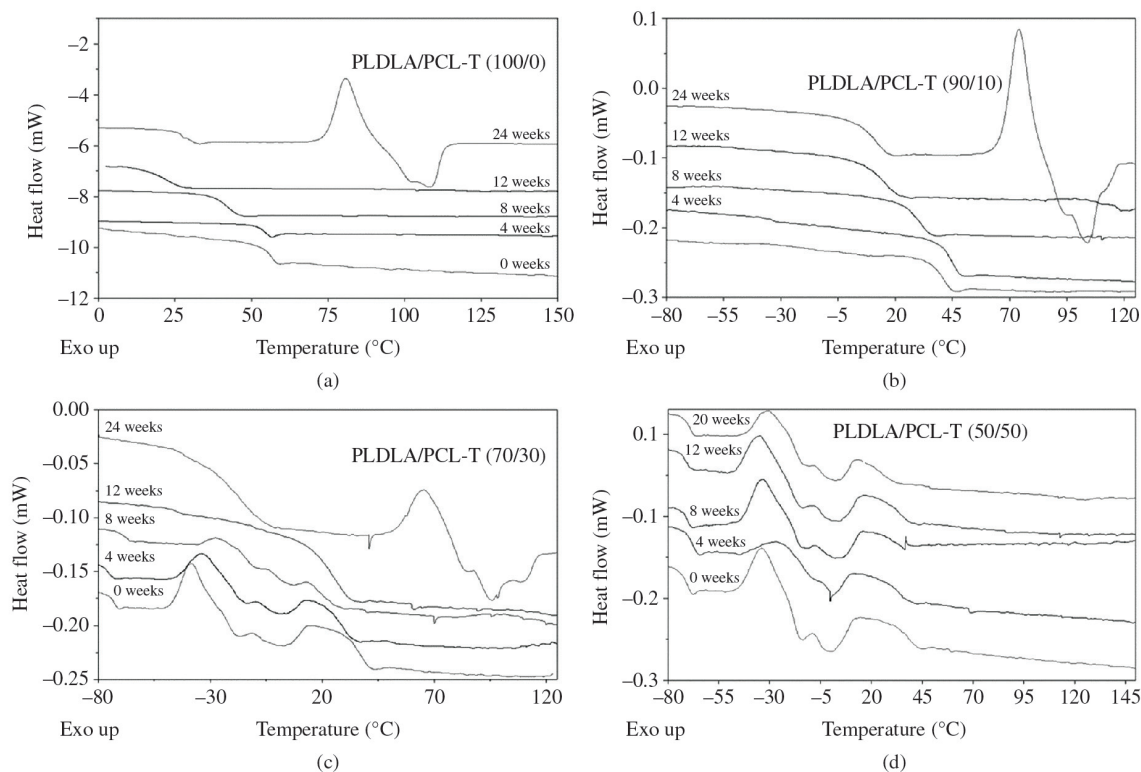 −2
−4
−6
−8
−10
−12
Heat flow (mW)
PLDLA/PCL-T (100/0)
24 weeks
12 weeks
8 weeks
4 weeks
0 weeks
0 25 50 75 100 125 150
Exo up Temperature (°C)
(a)
0.1
0.0
−0.1
−0.2
−0.3
Heat flow (mW)
PLDLA/PCL-T (90/10)
24 weeks
12 weeks
8 weeks
4 weeks
0 weeks
−80 −55 −30 −5 20 45 70 95 120
Exo up Temperature (°C)
(b)
0.00
−0.05
−0.10
−0.15
−0.20
−0.25
Heat flow (mW)
24 weeks
PLDLA/PCL-T (70/30)
12 weeks
8 weeks
4 weeks
0 weeks
−80 −30 20 70 120
Exo up Temperature (°C)
(c)
0.1
−0.1
−0.2
−0.3
Heat flow (mW)
20 weeks
PLDLA/PCL-T (50/50)
12 weeks
8 weeks
4 weeks
0 weeks
−80 −55 −30 −5 20 45 70 95 120 145
Exo up Temperature (°C)
(d)